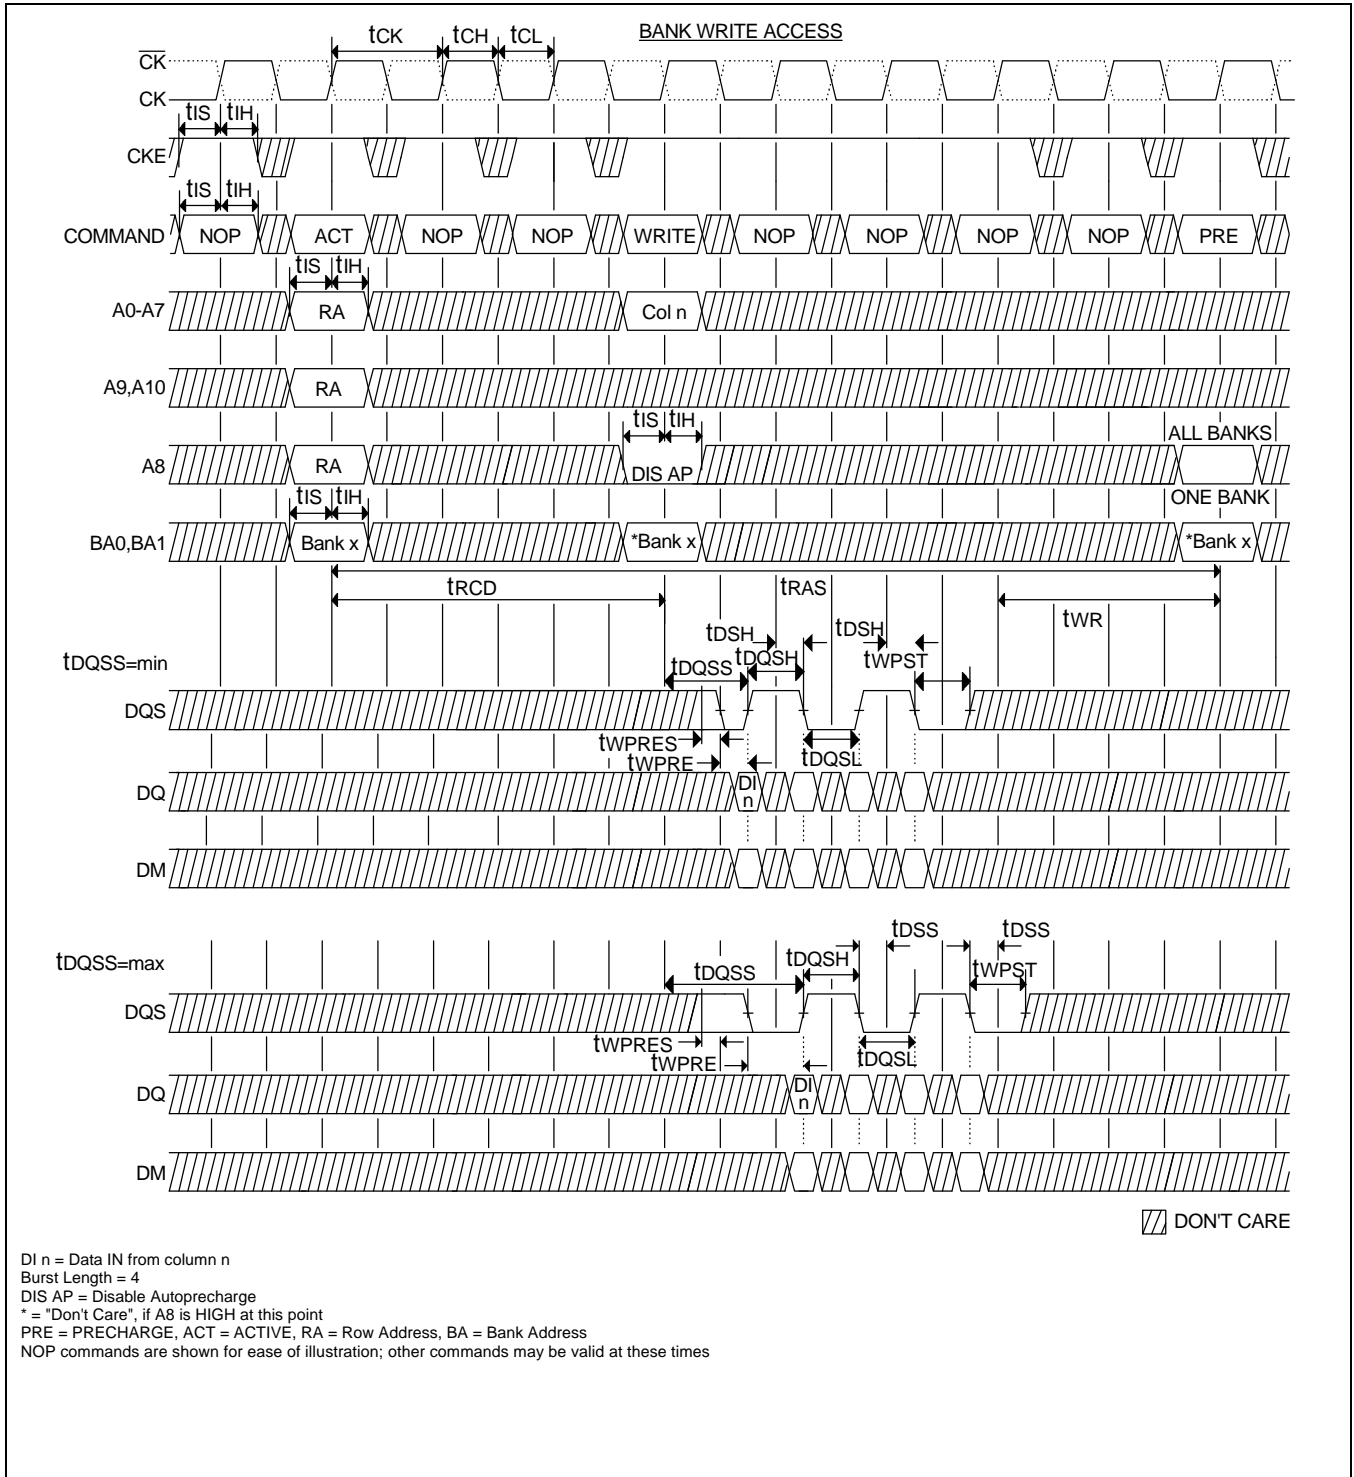 BANK WRITE ACCESS
tCK tCH tCL
CK
CK
tIS tIH
CKE
tIS tIH
COMMAND NOP ACT NOP NOP WRITE NOP NOP NOP NOP PRE
tIS tIH
A0-A7 RA Col n
A9,A10 RA
tIS tIH ALL BANKS
A8 RA DIS AP
tIS tIH ONE BANK
BA0,BA1 Bank x *Bank x *Bank x
tRCD tRAS
tWR
tDSH tDSH
tDQSS=min tDQSS tDQSH tWPST
DQS
tWPRES tDQSL
tWPRE
DQ DI n
DM
tDSS tDSS
tDQSS=max tDQSS tDQSH tWPST
DQS
tWPRES tDQSL
tWPRE
DQ DI n
DM
DON'T CARE
DI n = Data IN from column n
Burst Length = 4
DIS AP = Disable Autoprecharge
* = "Don't Care", if A8 is HIGH at this point
PRE = PRECHARGE, ACT = ACTIVE, RA = Row Address, BA = Bank Address
NOP commands are shown for ease of illustration; other commands may be valid at these times